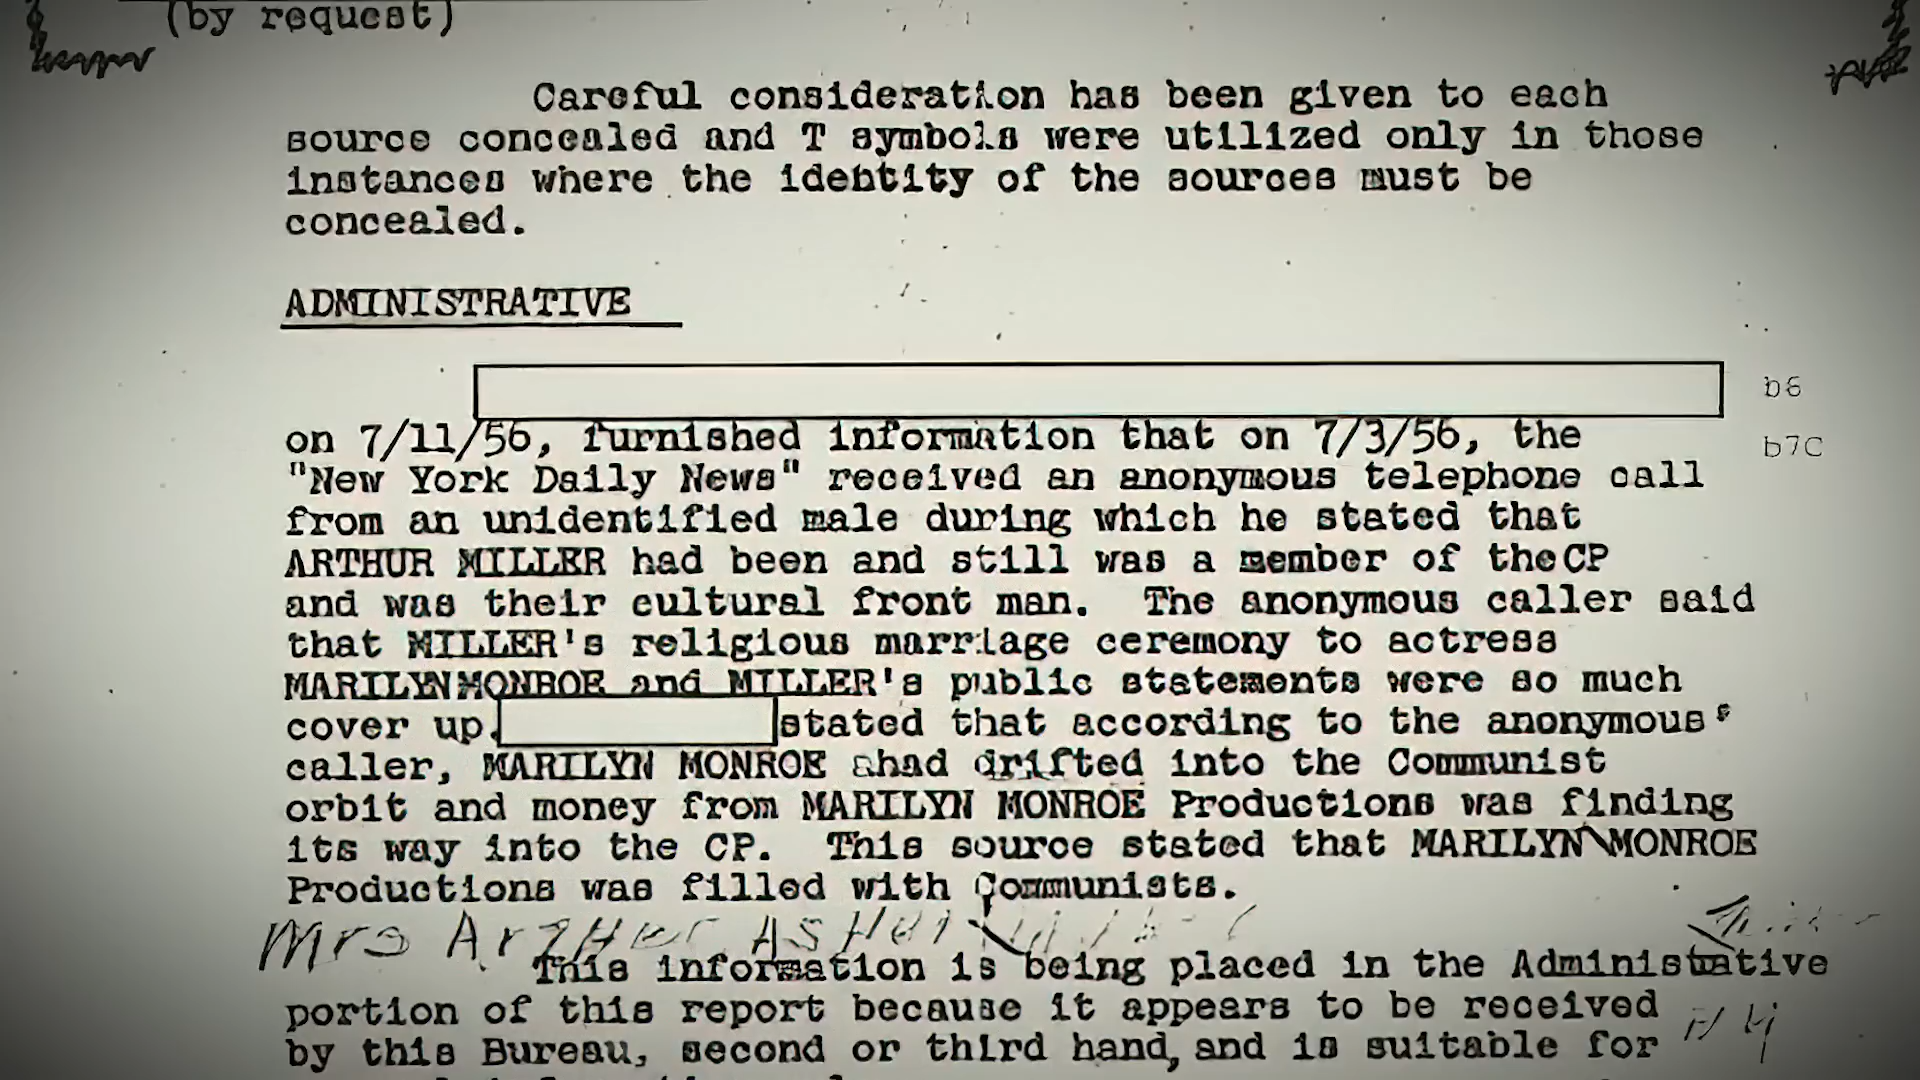 (by request)
Careful consideration has been given to each
source concealed and T symbols were utilized only in those
instances where the identity of the sources must be
concealed.
ADMINISTRATIVE
b6
on 7/11/56, furnished information that on 7/3/56, the
b7C
"New York Daily News" received an anonymous telephone call
from an unidentified male during which he stated that
ARTHUR MILLER had been and still was a member of the CP
and was their cultural front man. The anonymous caller said
that MILLER's religious marriage ceremony to actress
MARILYN MONROE and MILLER's public statements were so much
cover up. stated that according to the anonymous
caller, MARILYN MONROE ahad drifted into the Communist
orbit and money from MARILYN MONROE Productions was finding
its way into the CP. This source stated that MARILYN MONROE
Productions was filled with Communists.
Mrs Arthur Asher
This information is being placed in the Administrative
portion of this report because it appears to be received
by this Bureau, second or third hand, and is suitable for